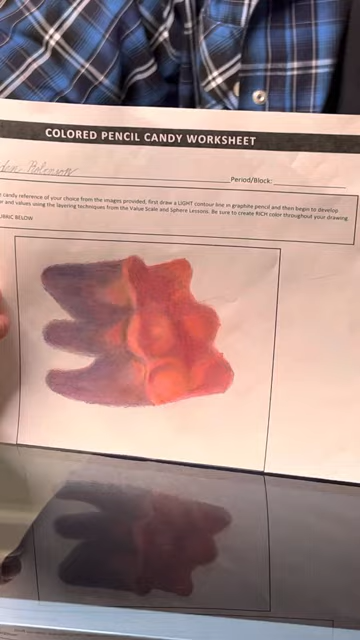 COLORED PENCIL CANDY WORKSHEET
Period/Block:
candy reference of your choice from the images provided, first draw a LIGHT contour line in graphite pencil and then begin to develop
and values using the layering techniques from the Value Scale and Sphere Lessons. Be sure to create RICH color throughout your drawing.
BELOW